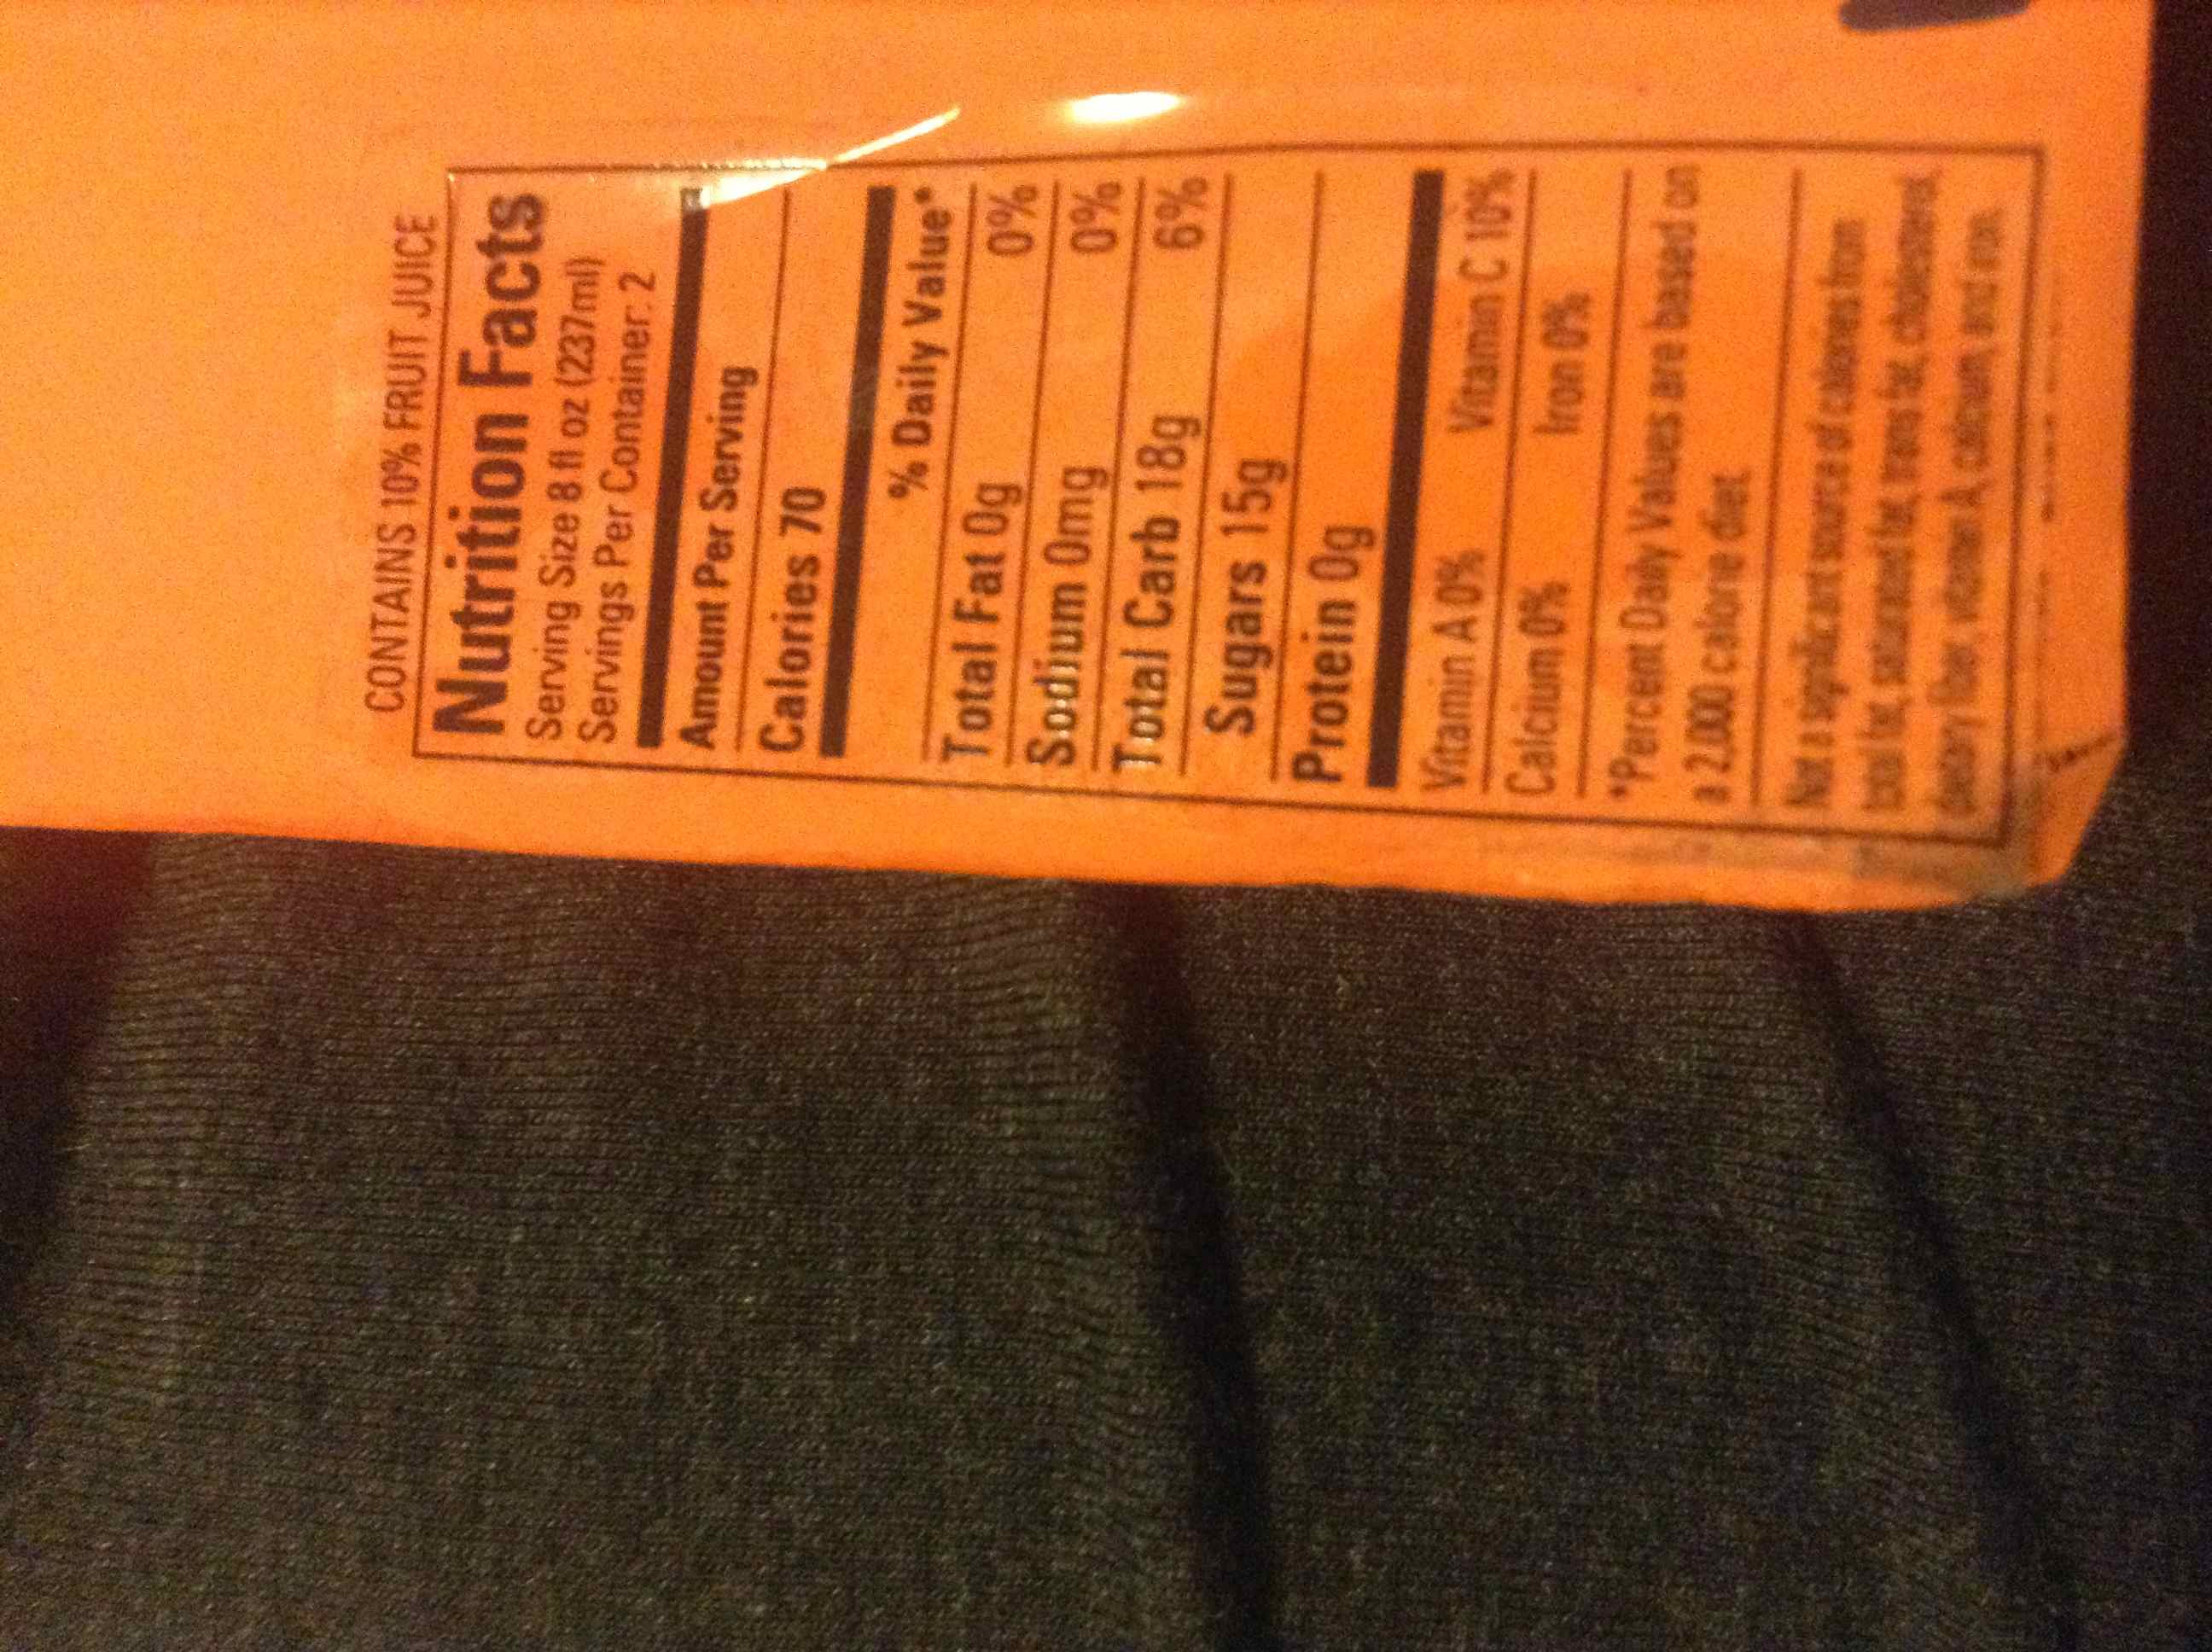 CONTAINS 10% FRUIT JUICE
Nutrition Facts
Serving Size 8 fl oz (237ml)
Servings Per Container: 2
Amount Per Serving
Calories 70
% Daily Value*
Total Fat 0g 0%
Sodium 0mg 0%
Total Carb 18g 6%
Sugars 15g
Protein 0g
Vitamin A 0% Vitamin C 10%
Calcium 0% Iron 0%
*Percent Daily Values are based on
a 2,000 calorie diet.
Not a significant source of calories from
total fat, saturated fat, trans fat, cholesterol,
dietary fiber, vitamin A, calcium, and iron.